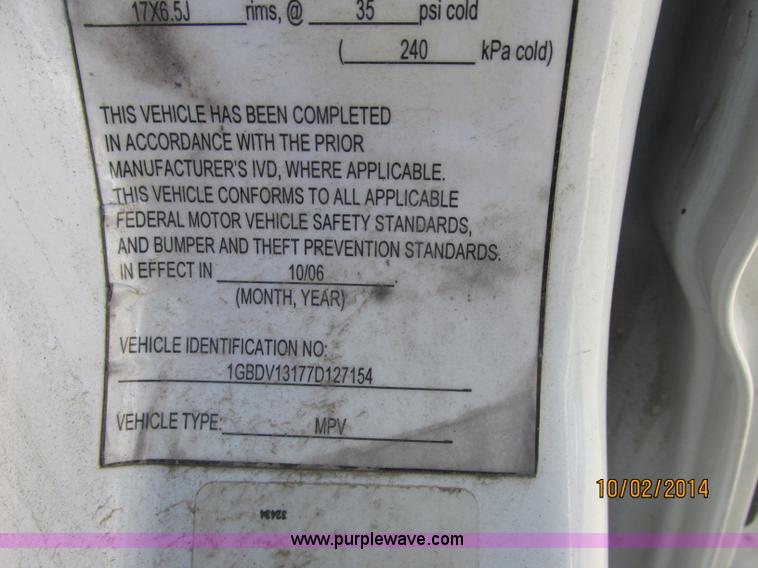 17X6.5J rims, @ 35 psi cold
( 240 kPa cold)
THIS VEHICLE HAS BEEN COMPLETED
IN ACCORDANCE WITH THE PRIOR
MANUFACTURER'S IVD, WHERE APPLICABLE.
THIS VEHICLE CONFORMS TO ALL APPLICABLE
FEDERAL MOTOR VEHICLE SAFETY STANDARDS,
AND BUMPER AND THEFT PREVENTION STANDARDS.
IN EFFECT IN 10/06
(MONTH, YEAR)
VEHICLE IDENTIFICATION NO:
1GBDV13177D127154
VEHICLE TYPE: MPV
32434
10/02/2014
www.purplewave.com